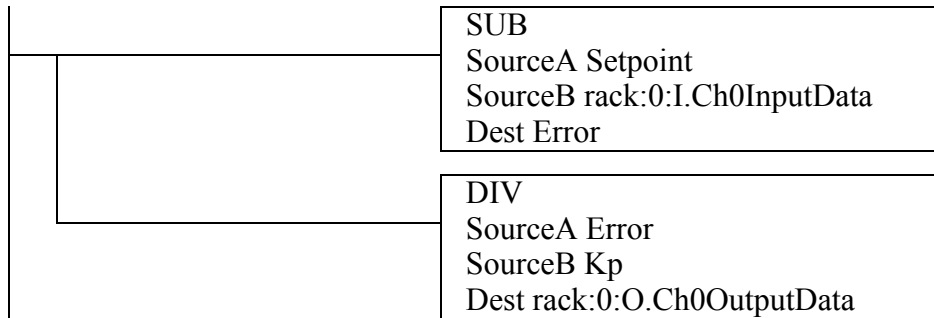 SUB
SourceA Setpoint
SourceB rack:0:I.Ch0InputData
Dest Error
DIV
SourceA Error
SourceB Kp
Dest rack:0:O.Ch0OutputData